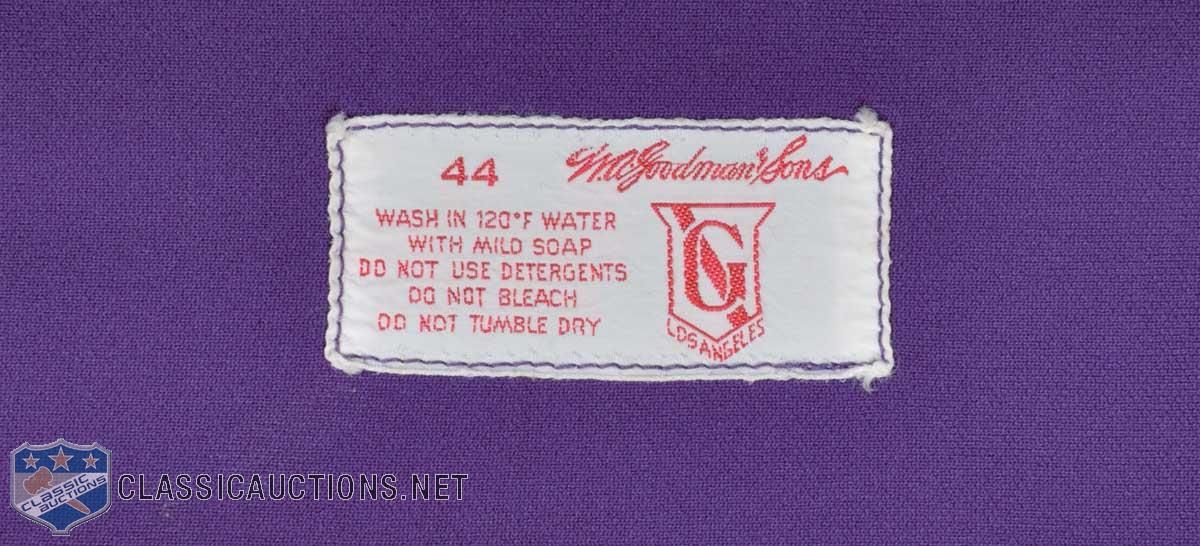 44
Wm. Goodman & Sons
WASH IN 120°F WATER
WITH MILD SOAP
DO NOT USE DETERGENTS
DO NOT BLEACH
DO NOT TUMBLE DRY
G
LOS ANGELES
CLASSIC
AUCTIONS
CLASSICAUCTIONS.NET